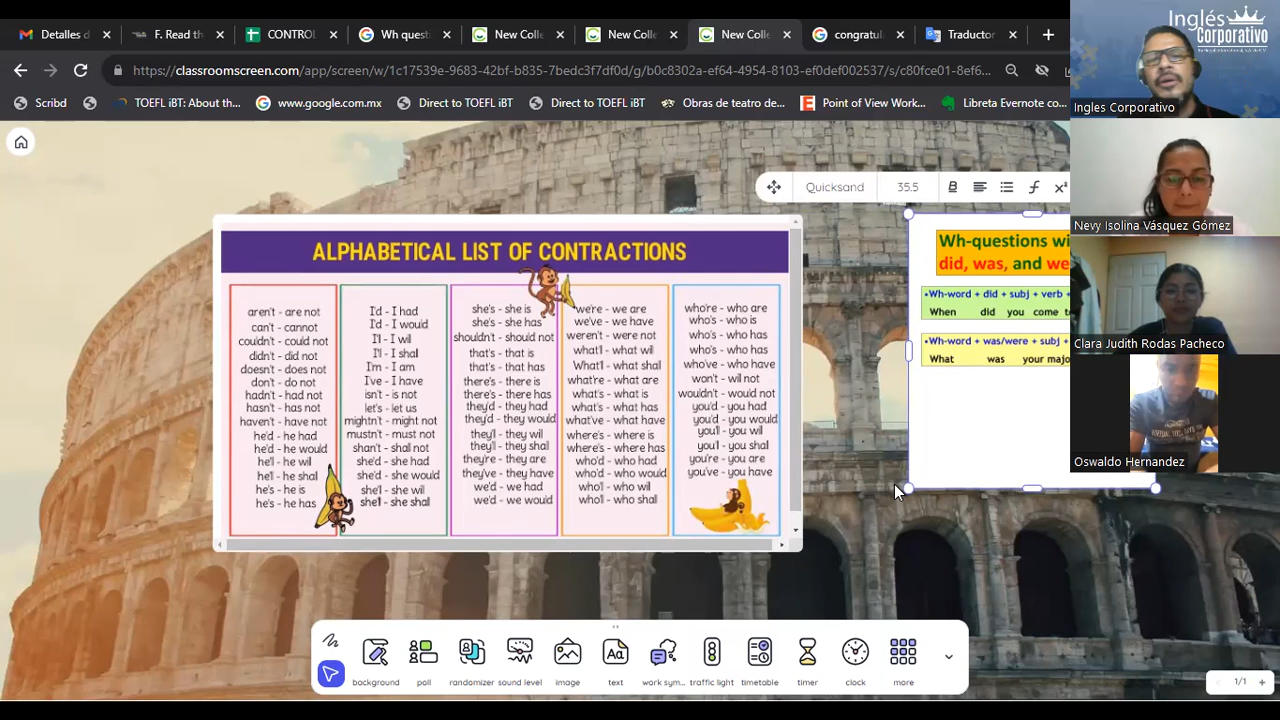 Detalles d
F. Read th
CONTROL
Wh quest
New Colle
New Colle
New Colle
congratul
Traductor
https://classroomscreen.com/app/screen/w/1c17539e-9683-42bf-b835-7bedc3f7df0d/g/b0c8302a-ef64-4954-8103-ef0def002537/s/c80fce01-8ef6...
Scribd
TOEFL iBT: About th...
www.google.com.mx
Direct to TOEFL iBT
Direct to TOEFL iBT
Obras de teatro de...
Point of View Work...
Libreta Evernote co...
Inglés
Corporativo
Ingles Corporativo
Nevy Isolina Vásquez Gómez
Clara Judith Rodas Pacheco
Oswaldo Hernandez
Quicksand
35.5
ALPHABETICAL LIST OF CONTRACTIONS
aren't - are not
can't - cannot
couldn't - could not
didn't - did not
doesn't - does not
don't - do not
hadn't - had not
hasn't - has not
haven't - have not
he'd - he had
he'd - he would
he'll - he will
he'll - he shall
he's - he is
he's - he has
I'd - I had
I'd - I would
I'll - I will
I'll - I shall
I'm - I am
I've - I have
isn't - is not
let's - let us
mightn't - might not
mustn't - must not
shan't - shall not
she'd - she had
she'd - she would
she'll - she will
she'll - she shall
she's - she is
she's - she has
shouldn't - should not
that's - that is
that's - that has
there's - there is
there's - there has
they'd - they had
they'd - they would
they'll - they will
they'll - they shall
they're - they are
they've - they have
we'd - we had
we'd - we would
we're - we are
we've - we have
weren't - were not
what'll - what will
What'll - what shall
what're - what are
what's - what is
what's - what has
what've - what have
where's - where is
where's - where has
who'd - who had
who'd - who would
who'll - who will
who'll - who shall
who're - who are
who's - who is
who's - who has
who's - who has
who've - who have
won't - will not
wouldn't - would not
you'd - you had
you'd - you would
you'll - you will
you'll - you shall
you're - you are
you've - you have
Wh-questions wi
did, was, and we
•Wh-word + did + subj + verb +
When did you come t
•Wh-word + was/were + subj +
What was your majo
background
poll
randomizer
sound level
image
text
work sym...
traffic light
timetable
timer
clock
more
1/1